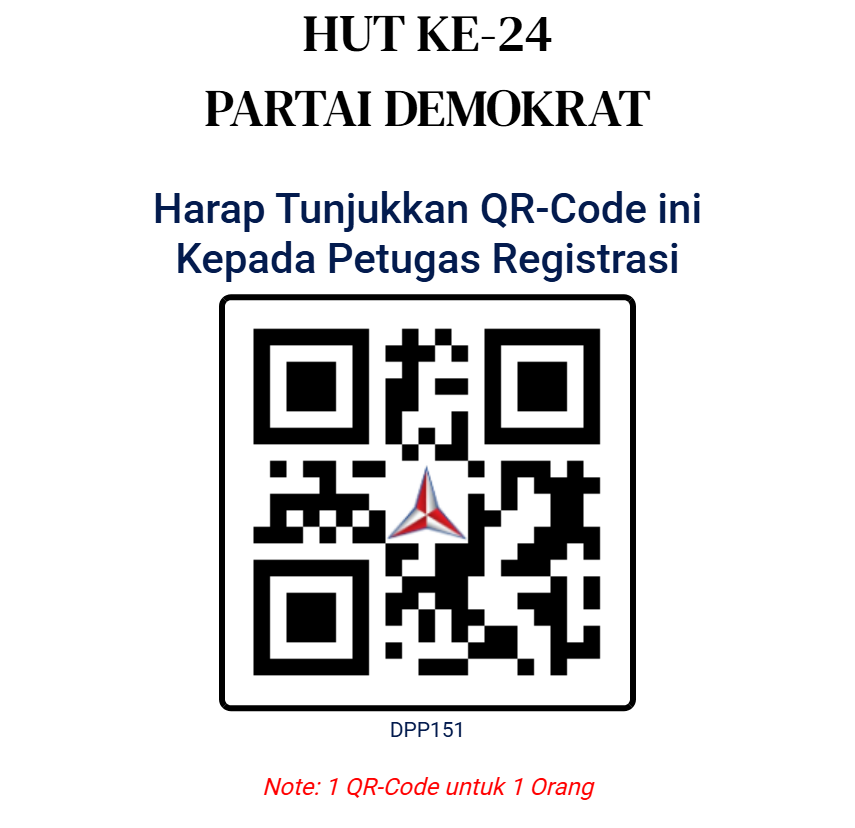 HUT KE-24
PARTAI DEMOKRAT
Harap Tunjukkan QR-Code ini
Kepada Petugas Registrasi
DPP151
Note: 1 QR-Code untuk 1 Orang